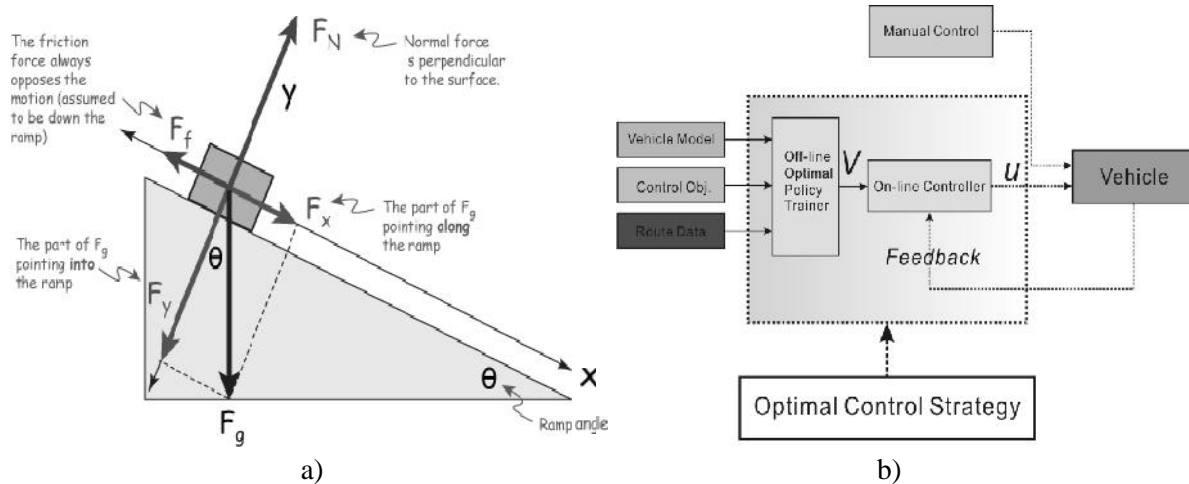 The friction
force always
opposes the
motion (assumed
to be down the
ramp)
F_N
Normal force
s perpendicular
to the surface.
y
F_f
F_x
The part of F_g
pointing along
the ramp
The part of F_g
pointing into
the ramp
θ
F_y
θ
x
F_g
Ramp angle
a)
Manual Control
Vehicle Model
Control Obj.
Route Data
Off-line
Optimal
Policy
Trainer
V
On-line Controller
u
Vehicle
Feedback
Optimal Control Strategy
b)